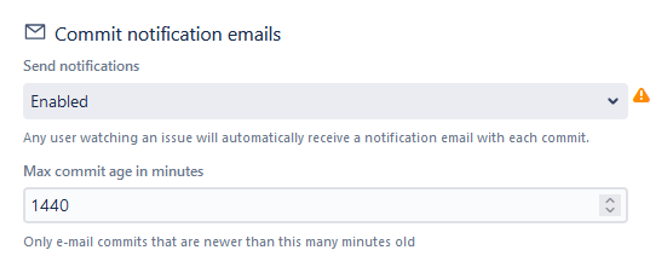 Commit notification emails
Send notifications
Enabled
Any user watching an issue will automatically receive a notification email with each commit.
Max commit age in minutes
1440
Only e-mail commits that are newer than this many minutes old